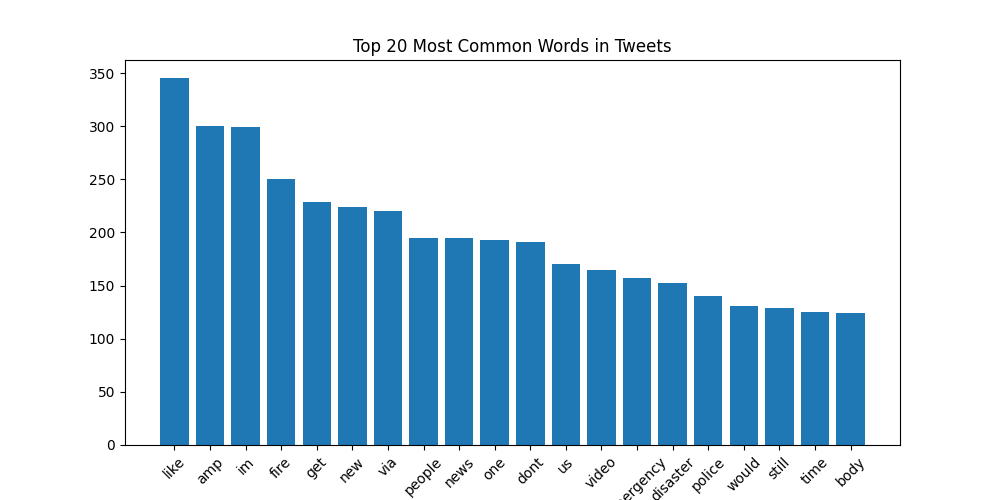 Top 20 Most Common Words in Tweets
350
300
250
200
150
100
50
0
like
amp
im
fire
get
new
via
people
news
one
dont
us
video
ergency
disaster
police
would
still
time
body